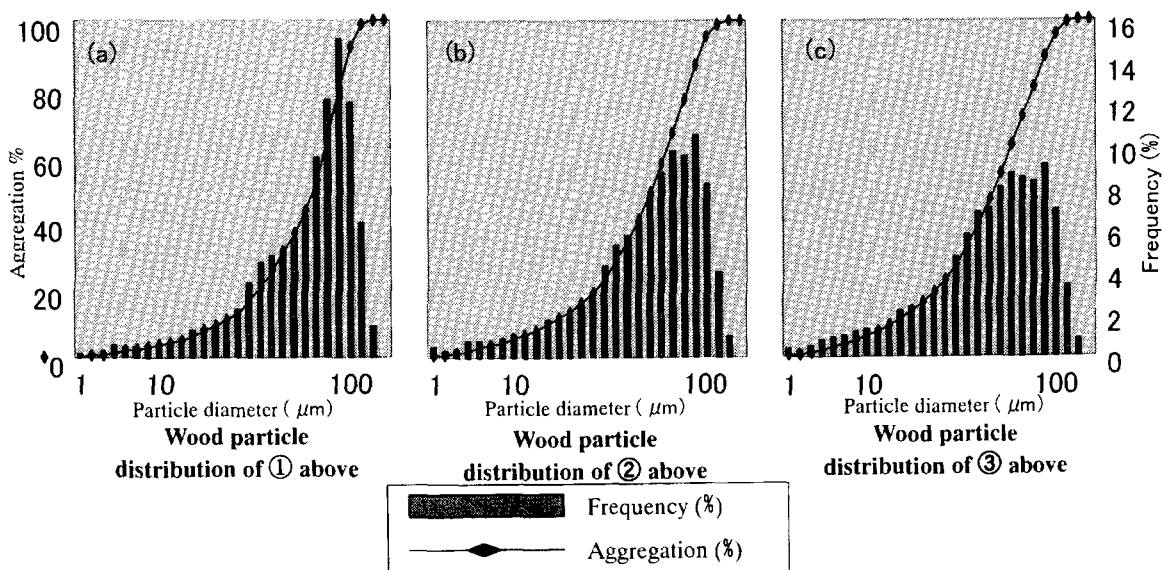 (a)
(b)
(c)
100
80
60
40
20
0
Aggregation %
16
14
12
10
8
6
4
2
0
Frequency (%)
1 10 100
1 10 100
1 10 100
Particle diameter ( μm)
Particle diameter ( μm)
Particle diameter ( μm)
Wood particle
distribution of ① above
Wood particle
distribution of ② above
Wood particle
distribution of ③ above
Frequency (%)
Aggregation (%)